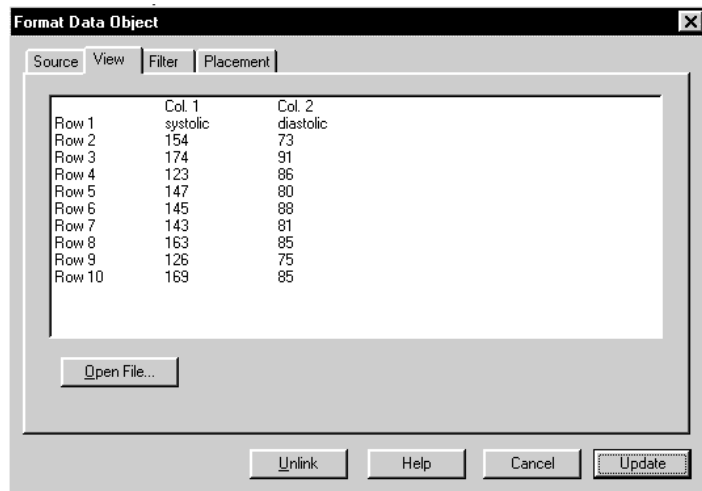 Format Data Object
Source View Filter Placement
Col. 1 Col. 2
Row 1 systolic diastolic
Row 2 154 73
Row 3 174 91
Row 4 123 86
Row 5 147 80
Row 6 145 88
Row 7 143 81
Row 8 163 85
Row 9 126 75
Row 10 169 85
Open File...
Unlink Help Cancel Update